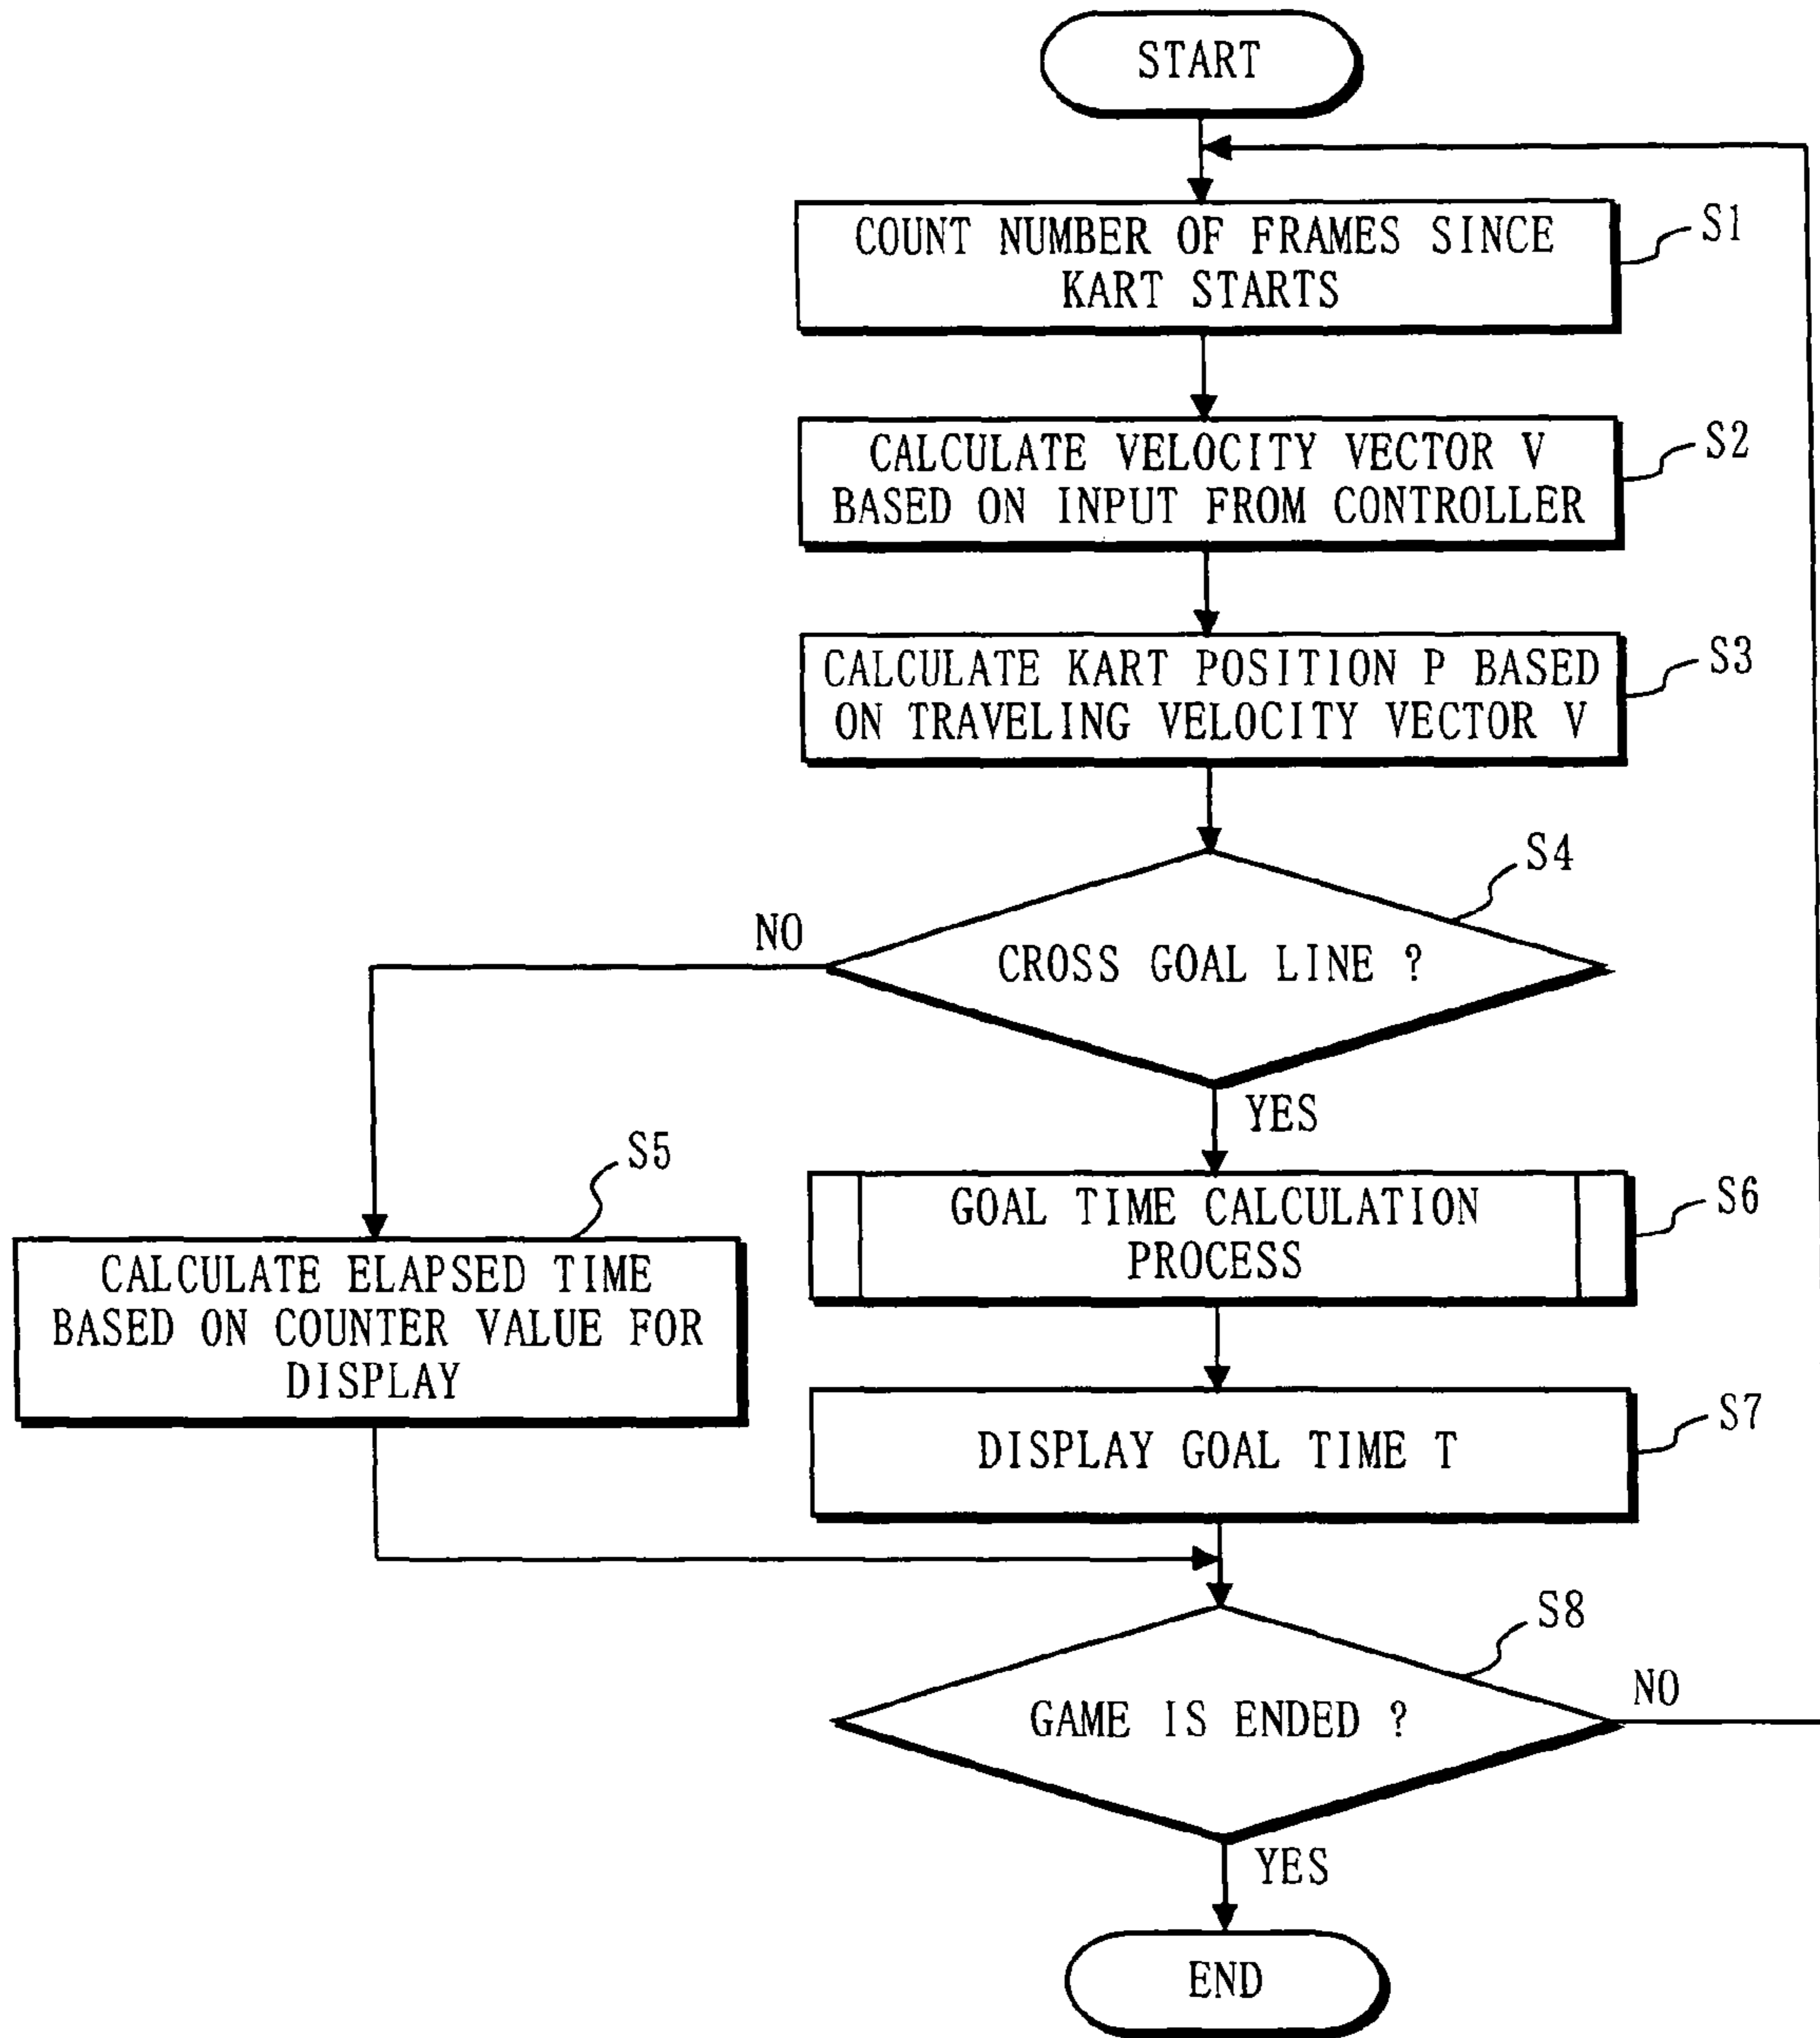 START
COUNT NUMBER OF FRAMES SINCE
KART STARTS
S1
CALCULATE VELOCITY VECTOR V
BASED ON INPUT FROM CONTROLLER
S2
CALCULATE KART POSITION P BASED
ON TRAVELING VELOCITY VECTOR V
S3
CROSS GOAL LINE ?
S4
NO
YES
S5
CALCULATE ELAPSED TIME
BASED ON COUNTER VALUE FOR
DISPLAY
GOAL TIME CALCULATION
PROCESS
S6
DISPLAY GOAL TIME T
S7
GAME IS ENDED ?
S8
NO
YES
END